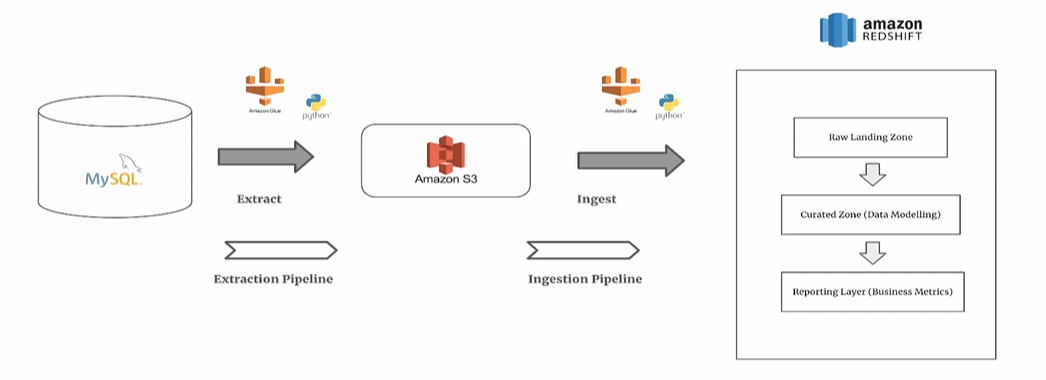 amazon
REDSHIFT
Amazon Glue
python
Amazon Glue
python
MySQL
Amazon S3
Raw Landing Zone
Extract
Ingest
Curated Zone (Data Modelling)
Extraction Pipeline
Ingestion Pipeline
Reporting Layer (Business Metrics)